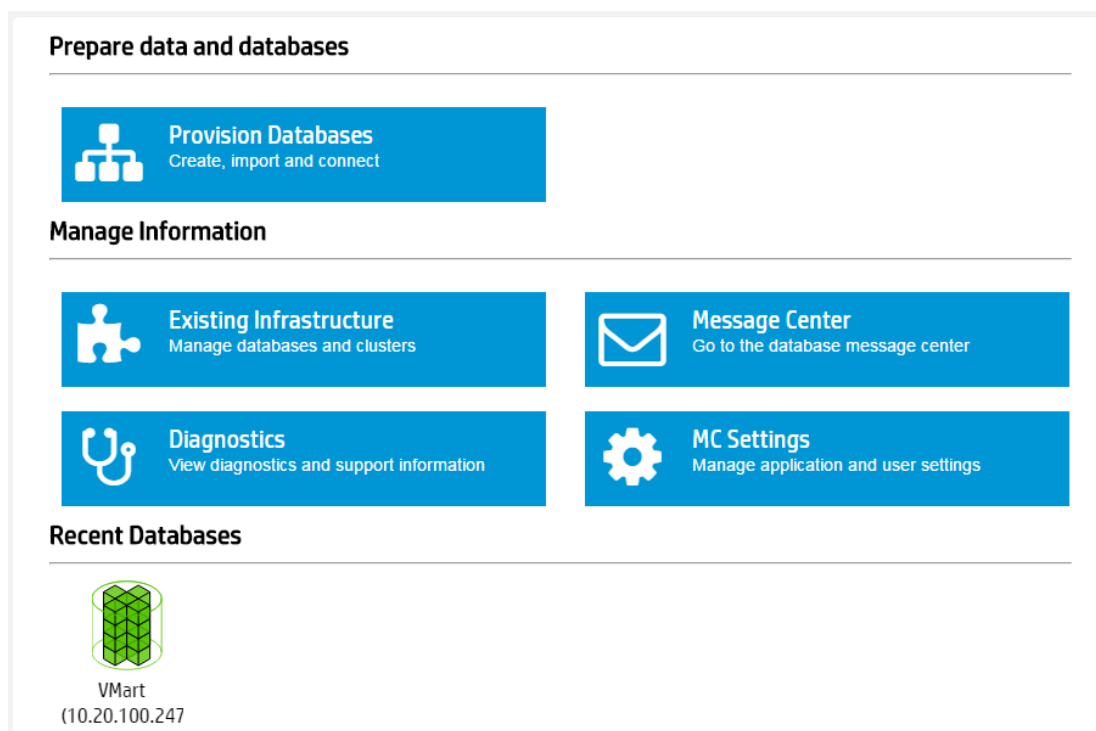 Prepare data and databases
Provision Databases
Create, import and connect
Manage Information
Existing Infrastructure
Manage databases and clusters
Message Center
Go to the database message center
Diagnostics
View diagnostics and support information
MC Settings
Manage application and user settings
Recent Databases
VMart
(10.20.100.247